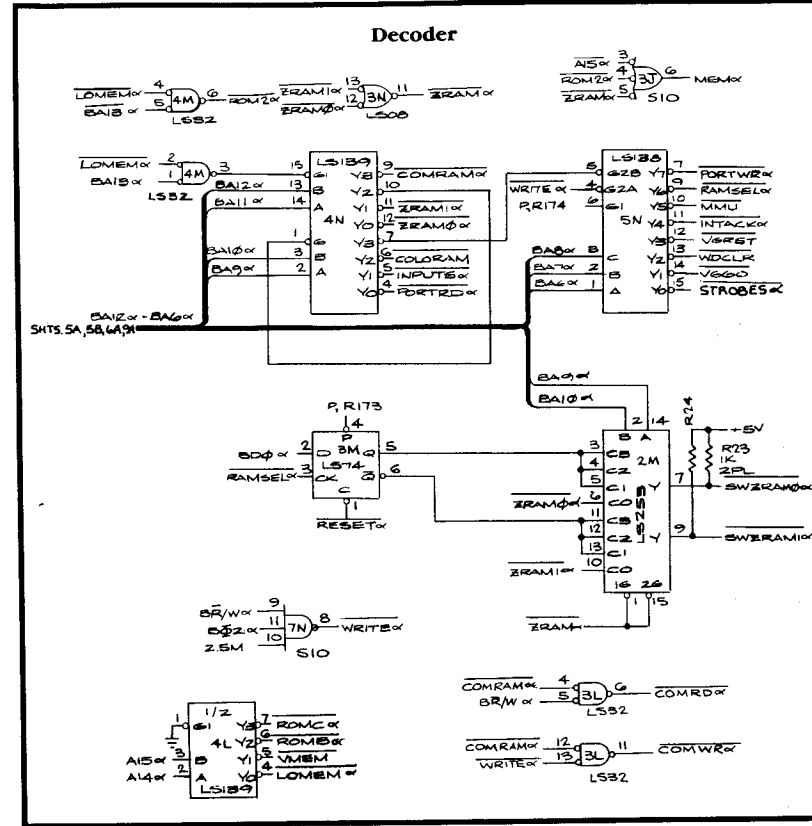 Decoder
LOMEMα 4 6 ROM2α
BA13α 5 4M
LS32
ZRAM1α 13 11 ZRAMα
ZRAM0α 12 3N
LS08
A15α 3
ROM2α 4 3J 6 MEMα
ZRAMα 5 S10
LOMEMα 2 3
BA13α 1 4M
LS32
LS139
15 G1 Y3 9 COMRAMα
BA12α 13 B Y2 10
BA11α 14 A Y1 11 ZRAM1α
4N Y0 12 ZRAM0α
1 G Y3 7
BA10α 3 B Y2 6 COLORAM
BA9α 2 A Y1 5 INPUTSα
Y0 4 PORTRDα
LS138
5 G2B Y7 7 PORTWRα
WRITEα 4 G2A Y6 9 RAMSELα
P,R174 6 G1 Y5 10 MMU
5N Y4 11 INTACKα
Y3 12 VGRST
BA8α 3 C Y2 13 WDCLR
BA7α 2 B Y1 14 VGGO
BA6α 1 A Y0 15 STROBESα
BA12α - BA6α
SHTS. 5A, 5B, 6A, 9A
BA9α
BA10α
2 14
B A
P,R173
4
P
BD0α 2 D 3M Q 5
LS74
RAMSELα 3 CK Q 6
C
1
RESETα
3 C3 2M
4 C2
5 C1 Y 7 SWZRAM0α
ZRAM0α 6 C0
LS253
11 C3
12 C2 Y 9 SWZRAM1α
13 C1
ZRAM1α 10 C0
1G 2G
1 15
ZRAM
R24
+5V
R23
1K
2PL
BR/Wα 9
BΦ2α 11 7N 8 WRITEα
2.5M 10
S10
1/2
1 G1 Y3 7 ROMCα
4L Y2 6 ROMBα
A15α 3 B Y1 5 VMEM
A14α 2 A Y0 4 LOMEMα
LS139
COMRAMα 4 6 COMRDα
BR/Wα 5 3L
LS32
COMRAMα 12 11 COMWRα
WRITEα 13 3L
LS32